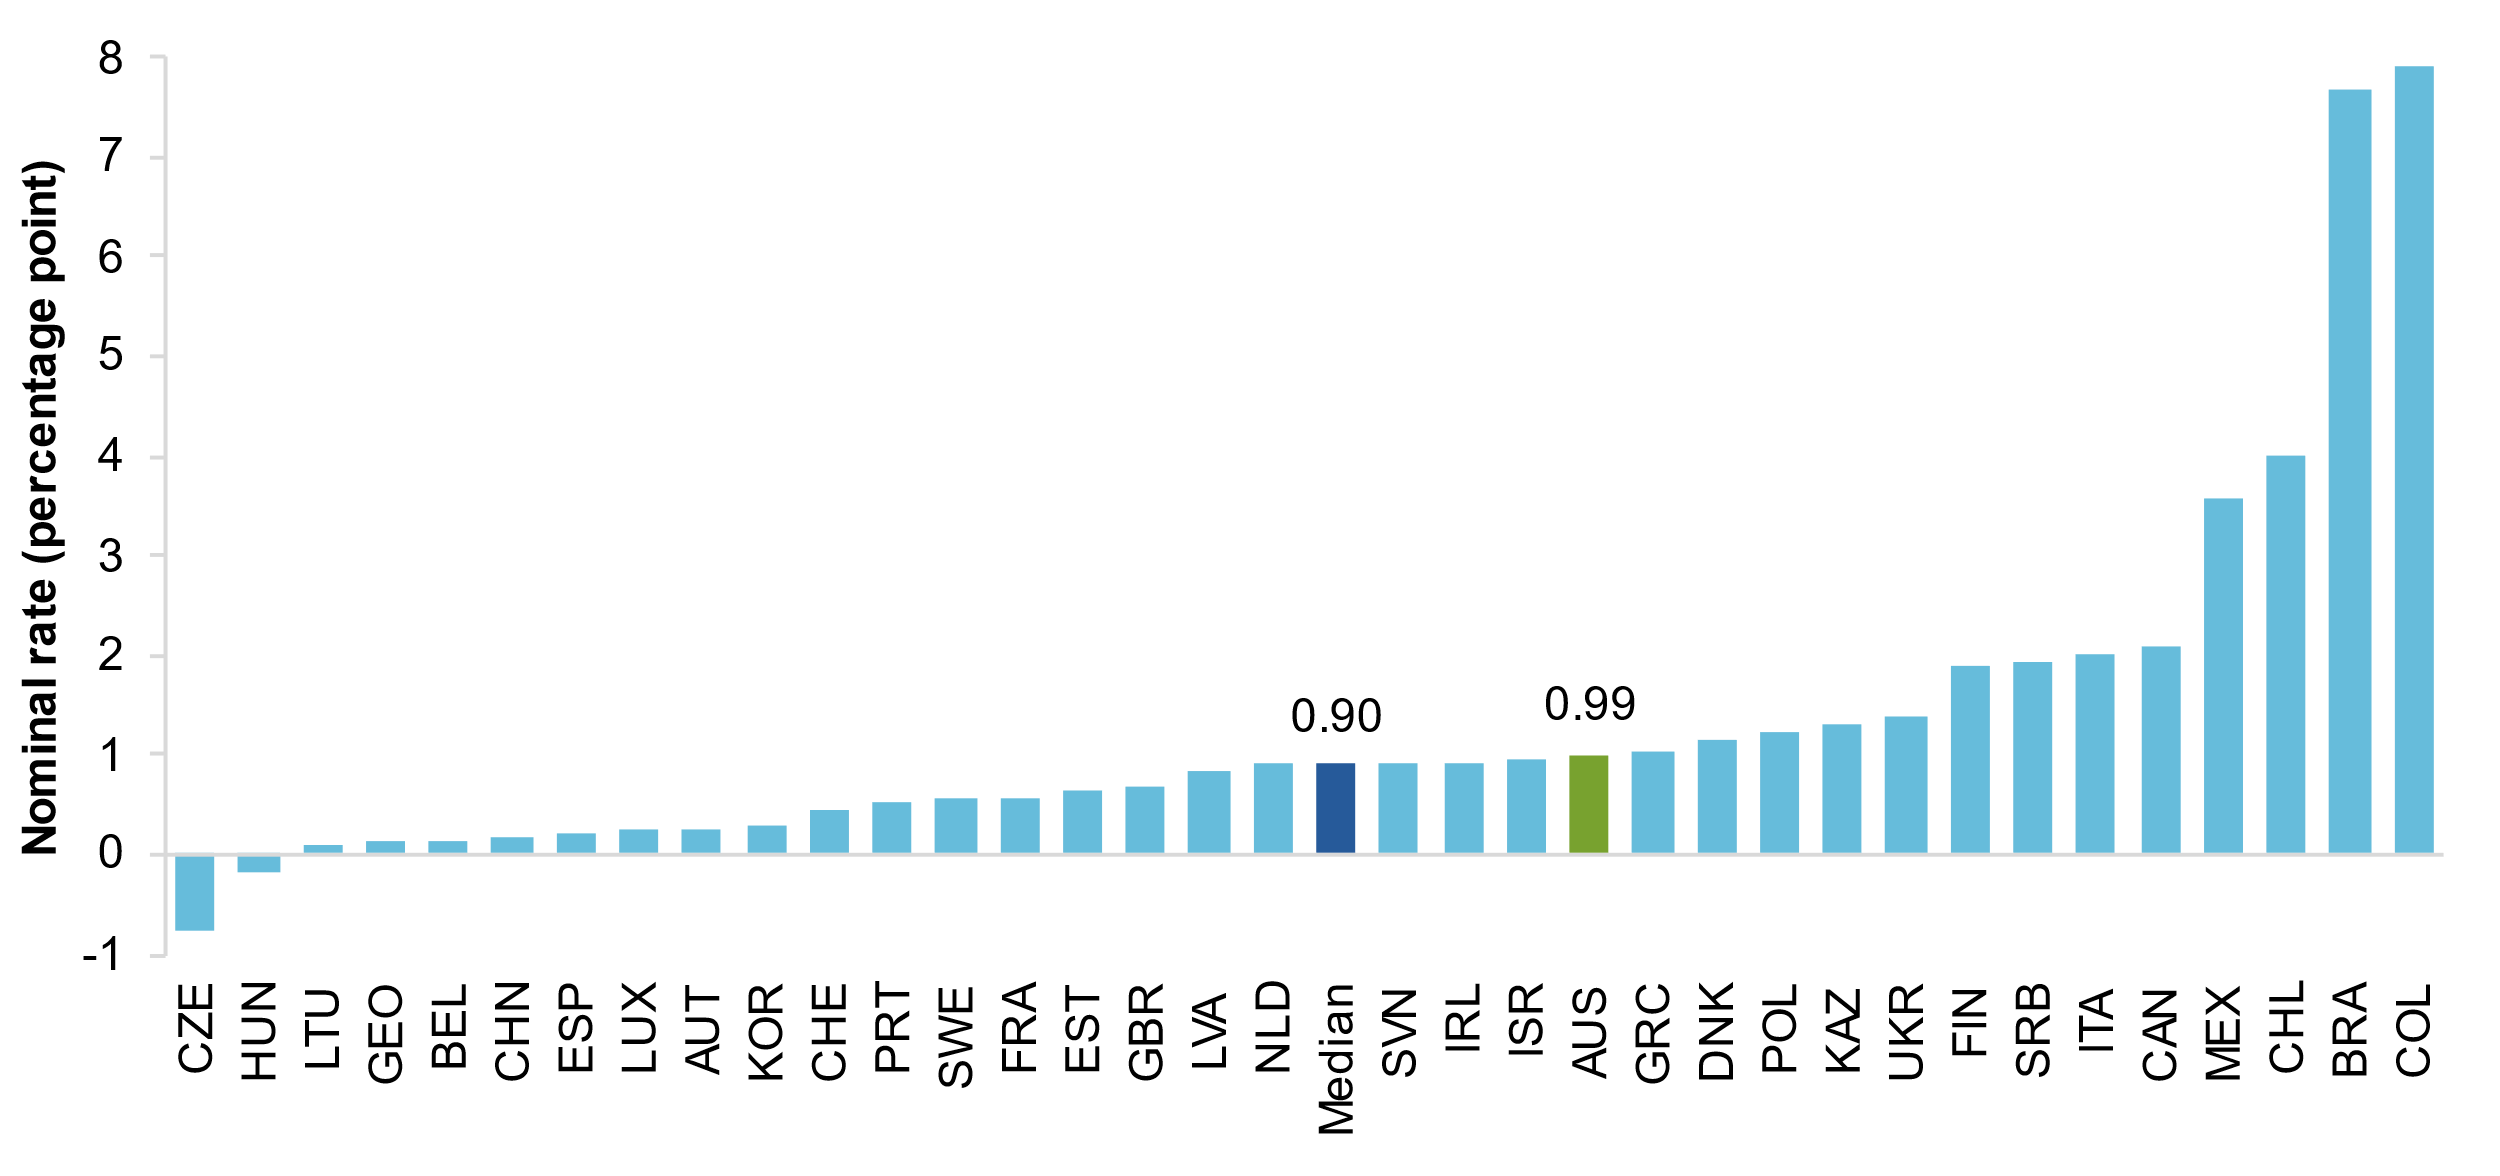 Nominal rate (percentage point)
8
7
6
5
4
3
2
1
0
-1
0.90
0.99
CZE
HUN
LTU
GEO
BEL
CHN
ESP
LUX
AUT
KOR
CHE
PRT
SWE
FRA
EST
GBR
LVA
NLD
Median
SVN
IRL
ISR
AUS
GRC
DNK
POL
KAZ
UKR
FIN
SRB
ITA
CAN
MEX
CHL
BRA
COL